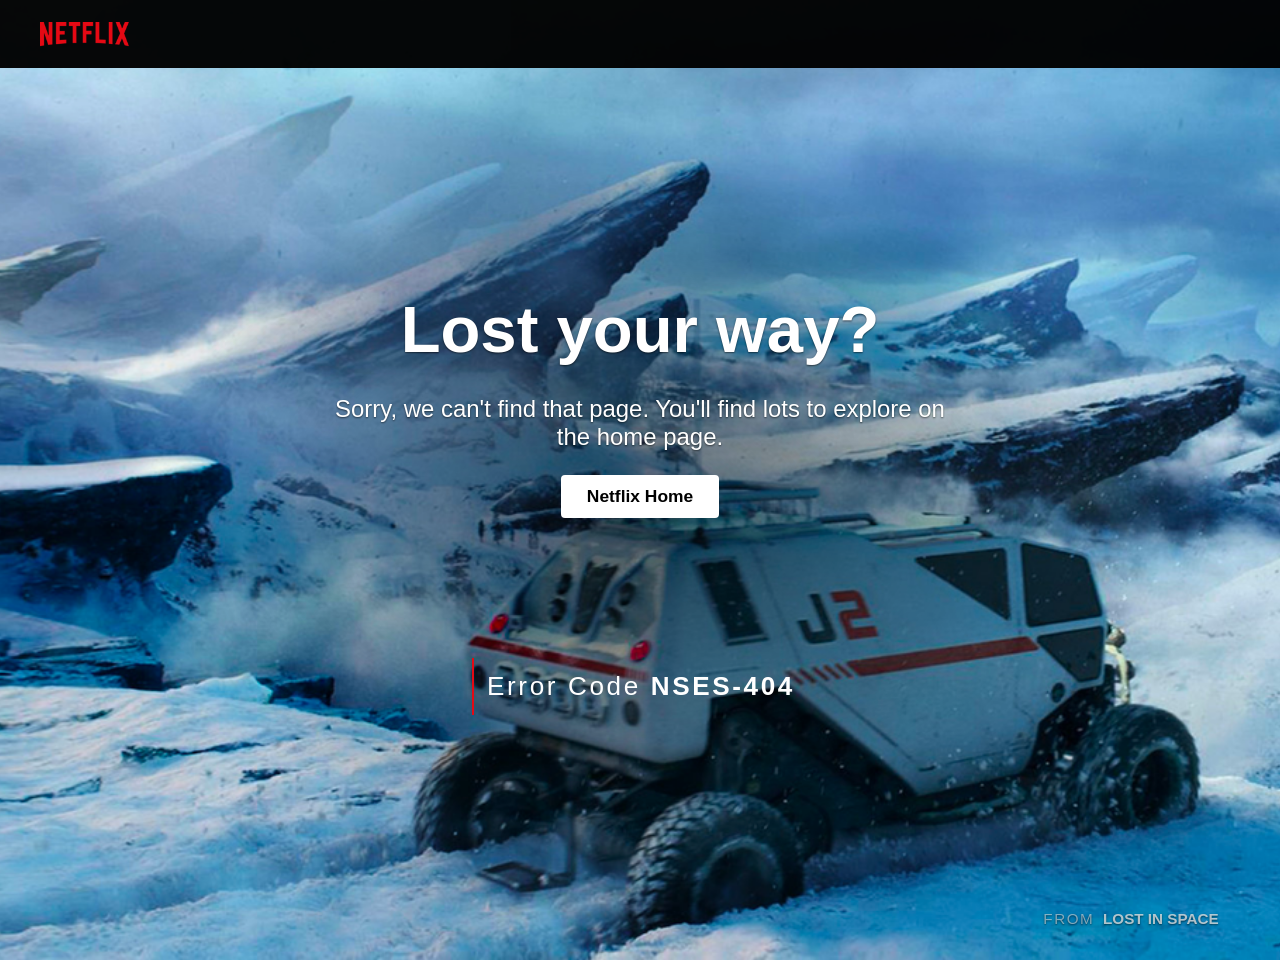 NETFLIX
Lost your way?
Sorry, we can't find that page. You'll find lots to explore on
the home page.
Netflix Home
J2
Error Code NSES-404
FROM LOST IN SPACE